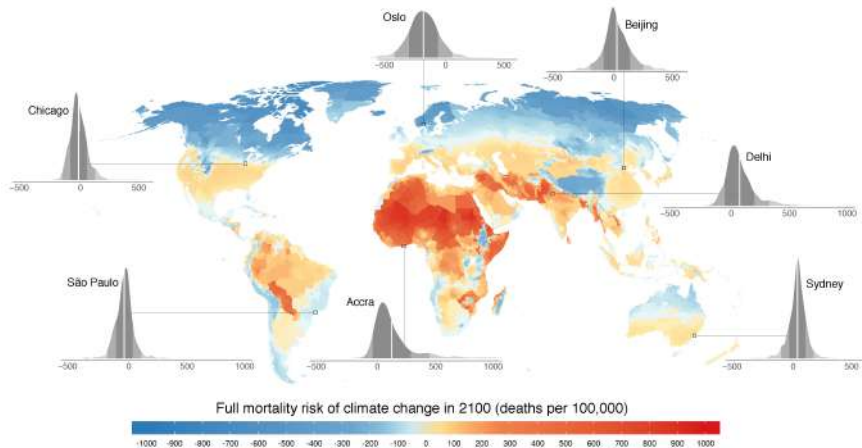 Oslo
-500 0 500
Beijing
-500 0 500
Chicago
-500 0 500
Delhi
-500 0 500 1000
São Paulo
-500 0 500
Accra
-500 0 500 1000
Sydney
-500 0 500
Full mortality risk of climate change in 2100 (deaths per 100,000)
-1000 -900 -800 -700 -600 -500 -400 -300 -200 -100 0 100 200 300 400 500 600 700 800 900 1000